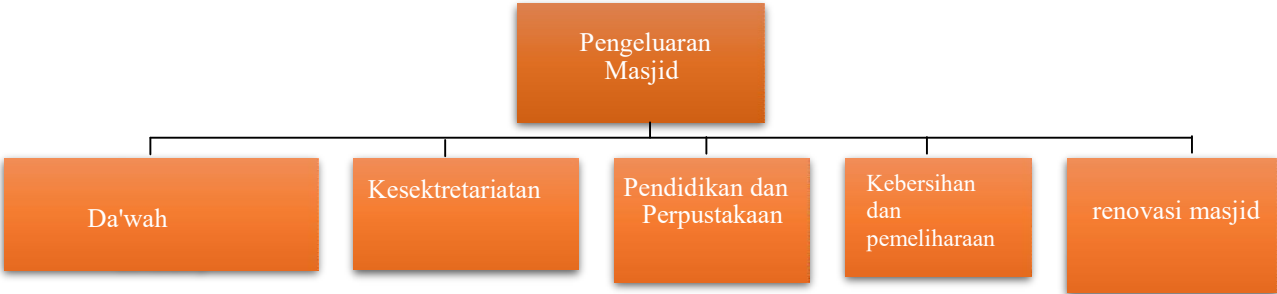 Pengeluaran
Masjid
Da'wah
Kesektretariatan
Pendidikan dan
Perpustakaan
Kebersihan
dan
pemeliharaan
renovasi masjid